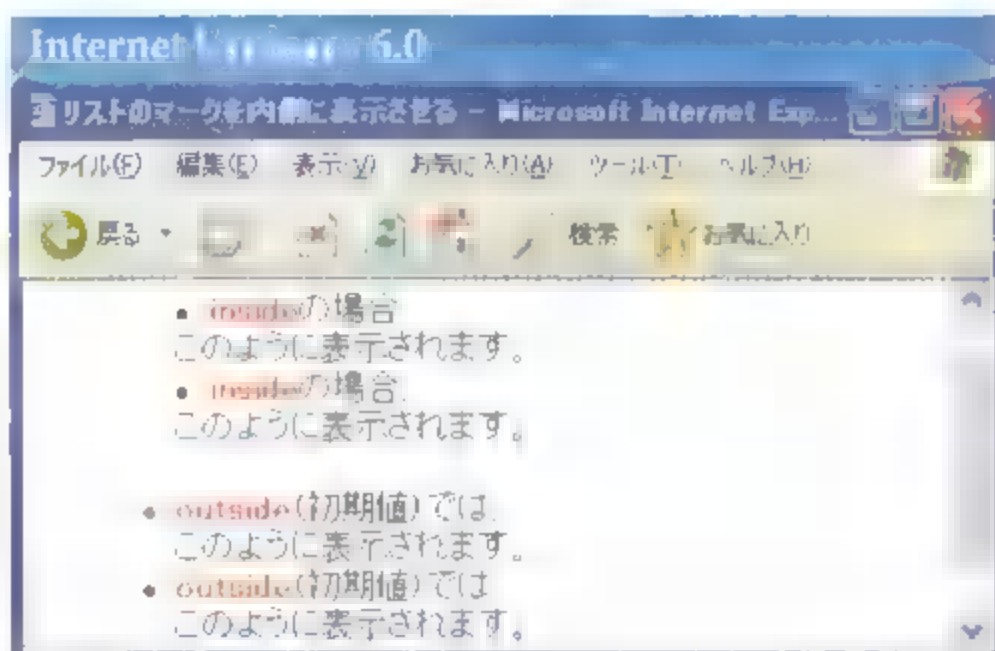 Internet Explorer 6.0
リストのマークを内側に表示させる - Microsoft Internet Exp...
ファイル(F) 編集(E) 表示(V) お気に入り(A) ツール(T) ヘルプ(H)
戻る 検索 お気に入り
• insideの場合
このように表示されます。
• insideの場合
このように表示されます。
• outside(初期値)では
このように表示されます。
• outside(初期値)では
このように表示されます。